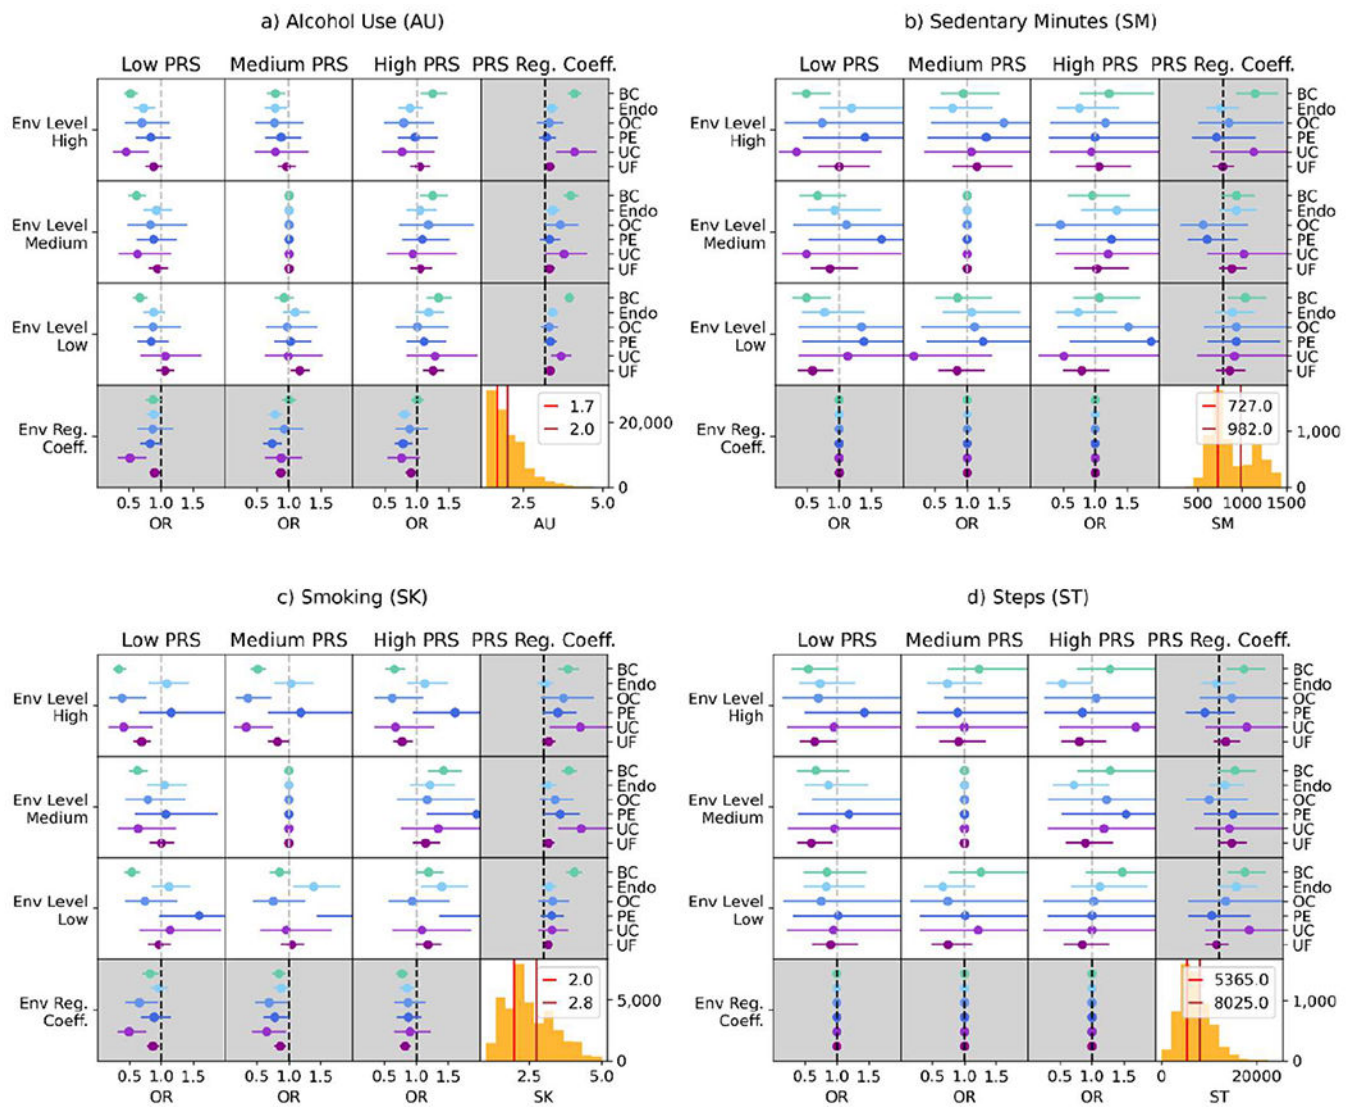 a) Alcohol Use (AU)
Low PRS Medium PRS High PRS PRS Reg. Coeff.
Env Level
High
BC
Endo
OC
PE
UC
UF
Env Level
Medium
BC
Endo
OC
PE
UC
UF
Env Level
Low
BC
Endo
OC
PE
UC
UF
Env Reg.
Coeff.
1.7
2.0
20,000
0
0.5 1.0 1.5 0.5 1.0 1.5 0.5 1.0 1.5 2.5 5.0
OR OR OR AU
b) Sedentary Minutes (SM)
Low PRS Medium PRS High PRS PRS Reg. Coeff.
Env Level
High
BC
Endo
OC
PE
UC
UF
Env Level
Medium
BC
Endo
OC
PE
UC
UF
Env Level
Low
BC
Endo
OC
PE
UC
UF
Env Reg.
Coeff.
727.0
982.0
1,000
0
0.5 1.0 1.5 0.5 1.0 1.5 0.5 1.0 1.5 500 1000 1500
OR OR OR SM
c) Smoking (SK)
Low PRS Medium PRS High PRS PRS Reg. Coeff.
Env Level
High
BC
Endo
OC
PE
UC
UF
Env Level
Medium
BC
Endo
OC
PE
UC
UF
Env Level
Low
BC
Endo
OC
PE
UC
UF
Env Reg.
Coeff.
2.0
2.8
5,000
0
0.5 1.0 1.5 0.5 1.0 1.5 0.5 1.0 1.5 2.5 5.0
OR OR OR SK
d) Steps (ST)
Low PRS Medium PRS High PRS PRS Reg. Coeff.
Env Level
High
BC
Endo
OC
PE
UC
UF
Env Level
Medium
BC
Endo
OC
PE
UC
UF
Env Level
Low
BC
Endo
OC
PE
UC
UF
Env Reg.
Coeff.
5365.0
8025.0
1,000
0
0.5 1.0 1.5 0.5 1.0 1.5 0.5 1.0 1.5 0 20000
OR OR OR ST